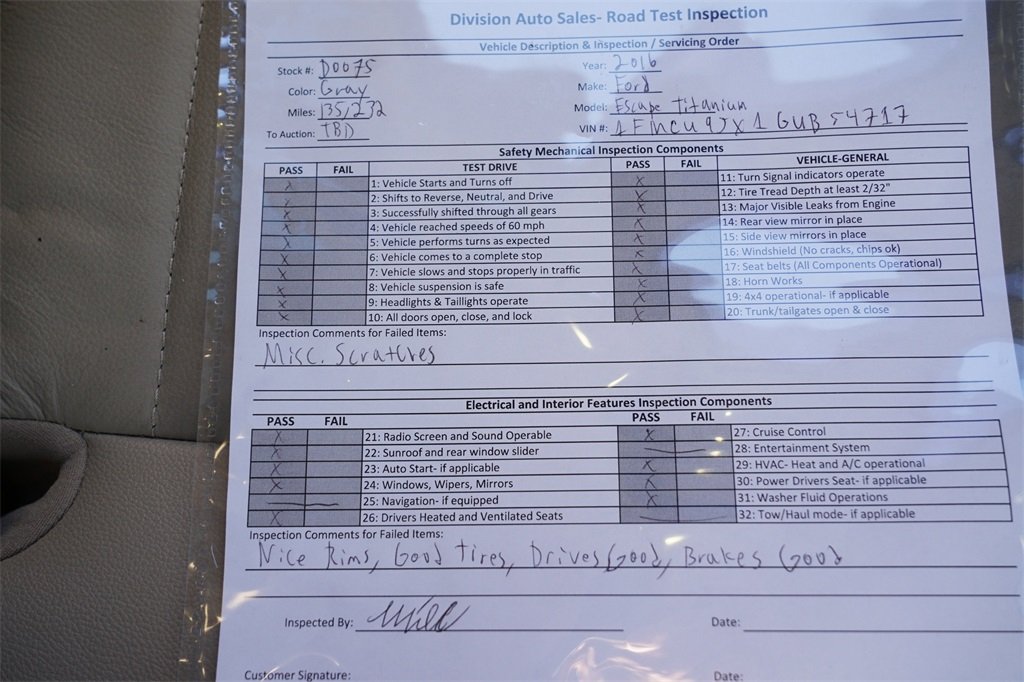 Division Auto Sales- Road Test Inspection
Vehicle Description & Inspection / Servicing Order
Stock #: D0075 Year: 2016
Color: Gray Make: Ford
Miles: 135,232 Model: Escape Titaniun
To Auction: TBD VIN #: 1FMCU9JX1GUB54717
Safety Mechanical Inspection Components
PASS FAIL TEST DRIVE PASS FAIL VEHICLE-GENERAL
X 1: Vehicle Starts and Turns off X 11: Turn Signal indicators operate
X 2: Shifts to Reverse, Neutral, and Drive X 12: Tire Tread Depth at least 2/32"
X 3: Successfully shifted through all gears X 13: Major Visible Leaks from Engine
X 4: Vehicle reached speeds of 60 mph X 14: Rear view mirror in place
X 5: Vehicle performs turns as expected X 15: Side view mirrors in place
X 6: Vehicle comes to a complete stop X 16: Windshield (No cracks, chips ok)
X 7: Vehicle slows and stops properly in traffic X 17: Seat belts (All Components Operational)
X 8: Vehicle suspension is safe X 18: Horn Works
X 9: Headlights & Taillights operate X 19: 4x4 operational- if applicable
X 10: All doors open, close, and lock X 20: Trunk/tailgates open & close
Inspection Comments for Failed Items:
Misc. Scratches
Electrical and Interior Features Inspection Components
PASS FAIL PASS FAIL
X 21: Radio Screen and Sound Operable X 27: Cruise Control
X 22: Sunroof and rear window slider 28: Entertainment System
X 23: Auto Start- if applicable X 29: HVAC- Heat and A/C operational
X 24: Windows, Wipers, Mirrors X 30: Power Drivers Seat- if applicable
25: Navigation- if equipped X 31: Washer Fluid Operations
X 26: Drivers Heated and Ventilated Seats 32: Tow/Haul mode- if applicable
Inspection Comments for Failed Items:
Nice Rims, Good tires, Drives Good, Brakes Good
Inspected By: Date:
Customer Signature: Date: